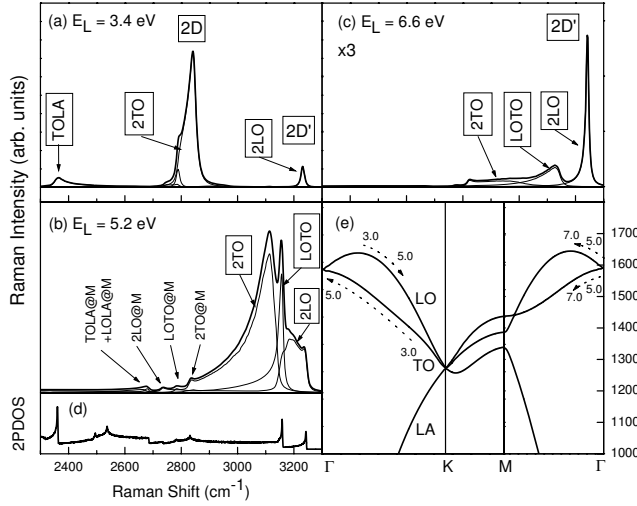 (a) E_L = 3.4 eV
2D
TOLA
2TO
2LO
2D'
(c) E_L = 6.6 eV
x3
2D'
2TO
LOTO
2LO
Raman Intensity (arb. units)
(b) E_L = 5.2 eV
TOLA@M
+LOLA@M
2LO@M
LOTO@M
2TO@M
2TO
LOTO
2LO
(d)
2PDOS
2400 2600 2800 3000 3200
Raman Shift (cm⁻¹)
(e)
3.0
5.0
5.0
3.0
7.0
5.0
7.0
5.0
LO
TO
LA
1700
1600
1500
1400
1300
1200
1100
1000
Γ K M Γ